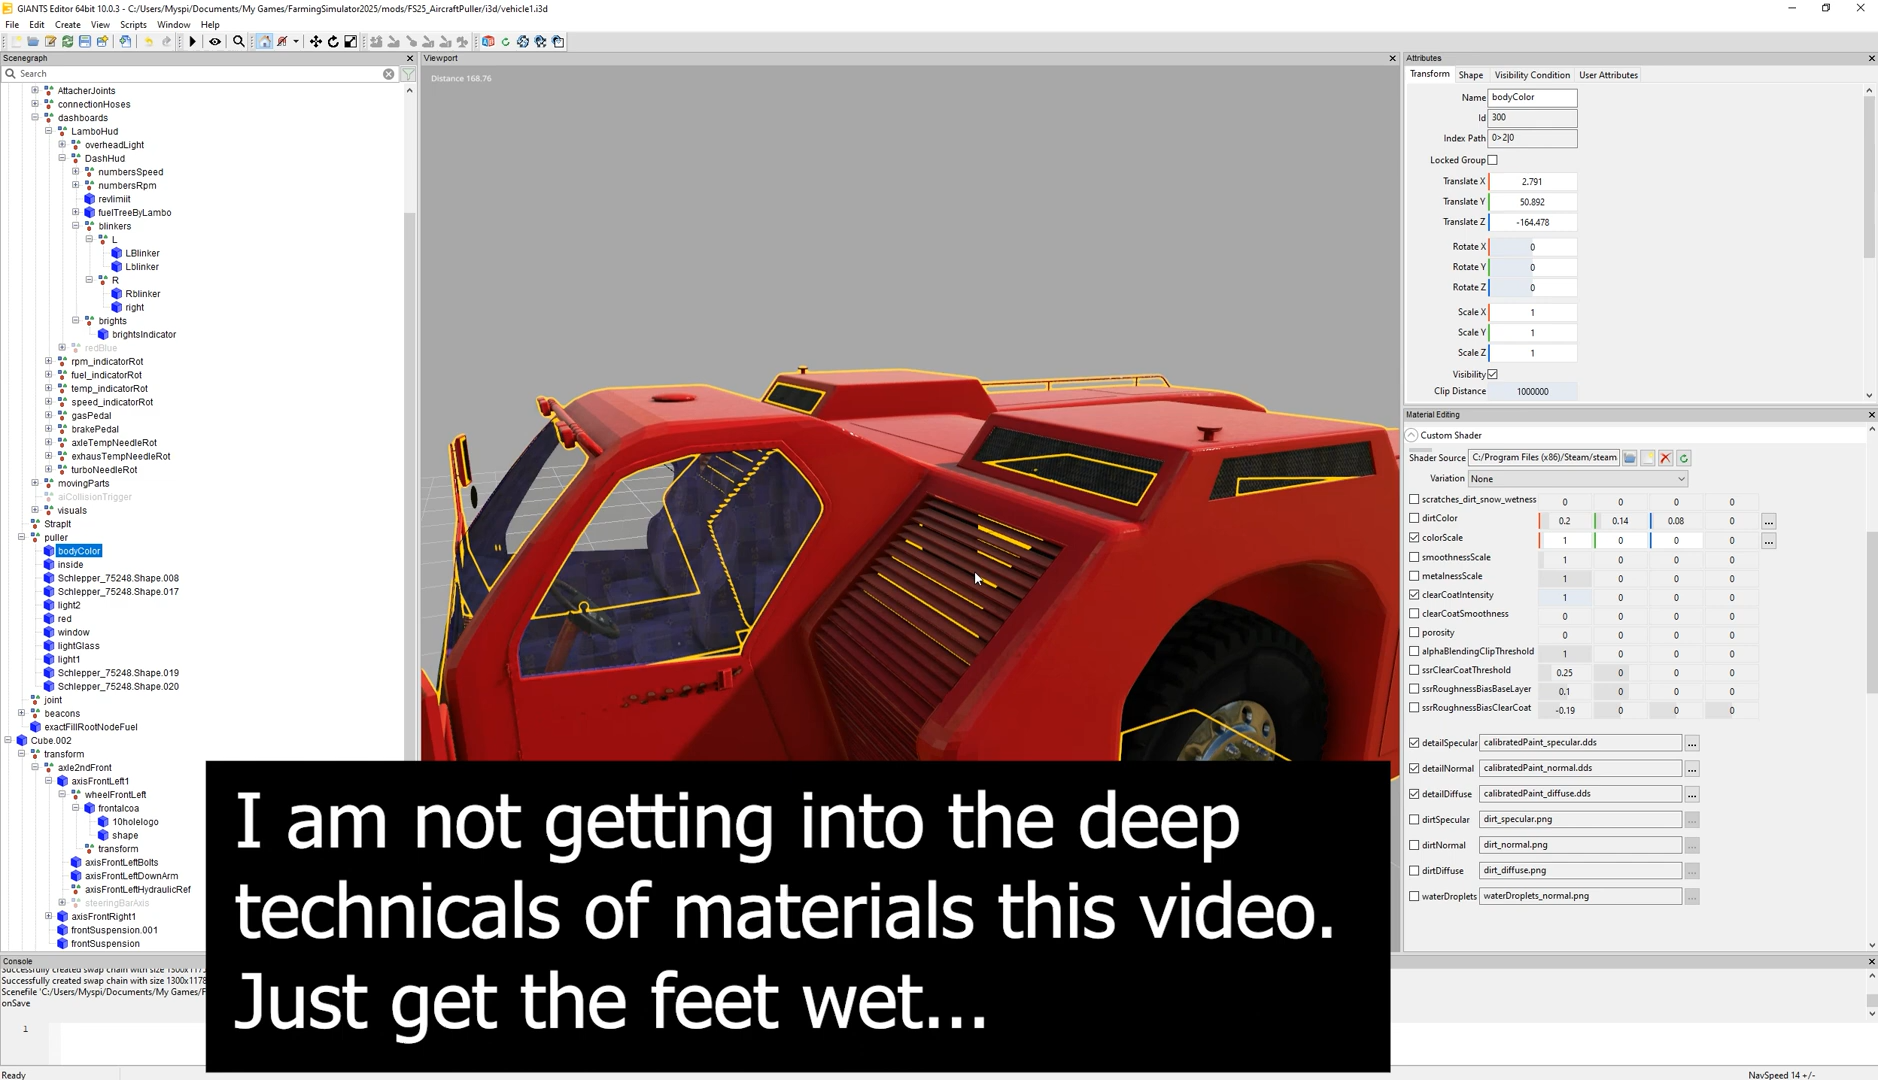 GIANTS Editor 64bit 10.0.3 - C:/Users/Myspi/Documents/My Games/FarmingSimulator2025/mods/FS25_AircraftPuller/i3d/vehicle1.i3d
File Edit Create View Scripts Window Help
Scenegraph
Search
AttacherJoints
connectionHoses
dashboards
LamboHud
overheadLight
DashHud
numbersSpeed
numbersRpm
revlimiit
fuelTreeByLambo
blinkers
L
LBlinker
Lblinker
R
Rblinker
right
brights
brightsIndicator
redBlue
rpm_indicatorRot
fuel_indicatorRot
temp_indicatorRot
speed_indicatorRot
gasPedal
brakePedal
axleTempNeedleRot
exhausTempNeedleRot
turboNeedleRot
movingParts
aiCollisionTrigger
visuals
StrapIt
puller
bodyColor
inside
Schlepper_75248.Shape.008
Schlepper_75248.Shape.017
light2
red
window
lightGlass
light1
Schlepper_75248.Shape.019
Schlepper_75248.Shape.020
joint
beacons
exactFillRootNodeFuel
Cube.002
transform
axle2ndFront
axisFrontLeft1
wheelFrontLeft
frontalcoa
10holelogo
shape
transform
axisFrontLeftBolts
axisFrontLeftDownArm
axisFrontLeftHydraulicRef
steeringBarAxis
axisFrontRight1
frontSuspension.001
frontSuspension
Viewport
Distance 168.76
Attributes
Transform Shape Visibility Condition User Attributes
Name bodyColor
Id 300
Index Path 0>2|0
Locked Group
Translate X 2.791
Translate Y 50.892
Translate Z -164.478
Rotate X 0
Rotate Y 0
Rotate Z 0
Scale X 1
Scale Y 1
Scale Z 1
Visibility
Clip Distance 1000000
Material Editing
Custom Shader
Shader Source C:/Program Files (x86)/Steam/steam
Variation None
scratches_dirt_snow_wetness 0 0 0 0
dirtColor 0.2 0.14 0.08 0 ...
colorScale 1 0 0 0 ...
smoothnessScale 1 0 0 0
metalnessScale 1 0 0 0
clearCoatIntensity 1 0 0 0
clearCoatSmoothness 0 0 0 0
porosity 0 0 0 0
alphaBlendingClipThreshold 1 0 0 0
ssrClearCoatThreshold 0.25 0 0 0
ssrRoughnessBiasBaseLayer 0.1 0 0 0
ssrRoughnessBiasClearCoat -0.19 0 0 0
detailSpecular calibratedPaint_specular.dds ...
detailNormal calibratedPaint_normal.dds ...
detailDiffuse calibratedPaint_diffuse.dds ...
dirtSpecular dirt_specular.png ...
dirtNormal dirt_normal.png ...
dirtDiffuse dirt_diffuse.png ...
waterDroplets waterDroplets_normal.png ...
Console
Successfully created swap chain with size 1300x1178
Scenefile 'C:/Users/Myspi/Documents/My Games/F
onSave
1
I am not getting into the deep
technicals of materials this video.
Just get the feet wet...
Ready
NavSpeed 14 +/-